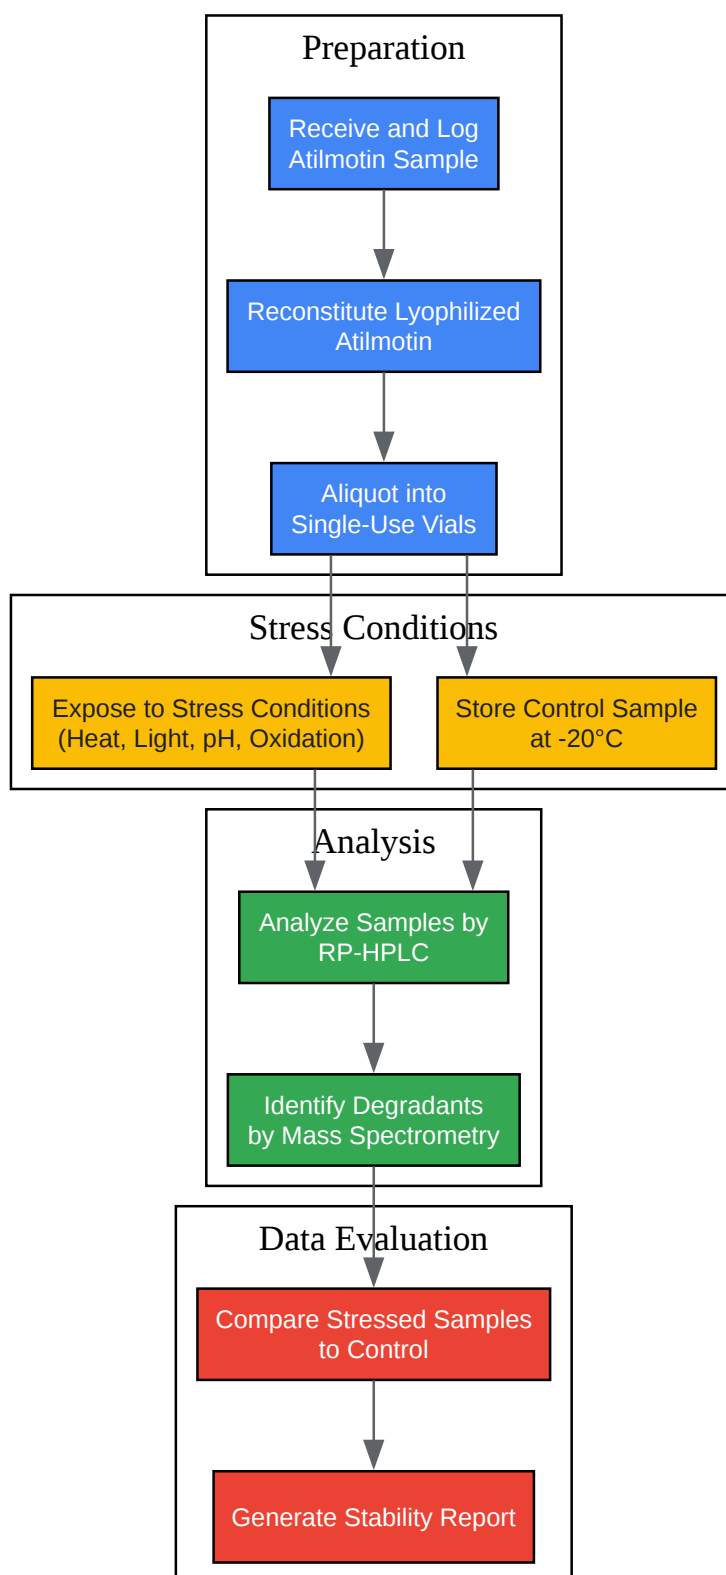 Preparation
Receive and Log
Atilmotin Sample
Reconstitute Lyophilized
Atilmotin
Aliquot into
Single-Use Vials
Stress Conditions
Expose to Stress Conditions
(Heat, Light, pH, Oxidation)
Store Control Sample
at -20°C
Analysis
Analyze Samples by
RP-HPLC
Identify Degradants
by Mass Spectrometry
Data Evaluation
Compare Stressed Samples
to Control
Generate Stability Report